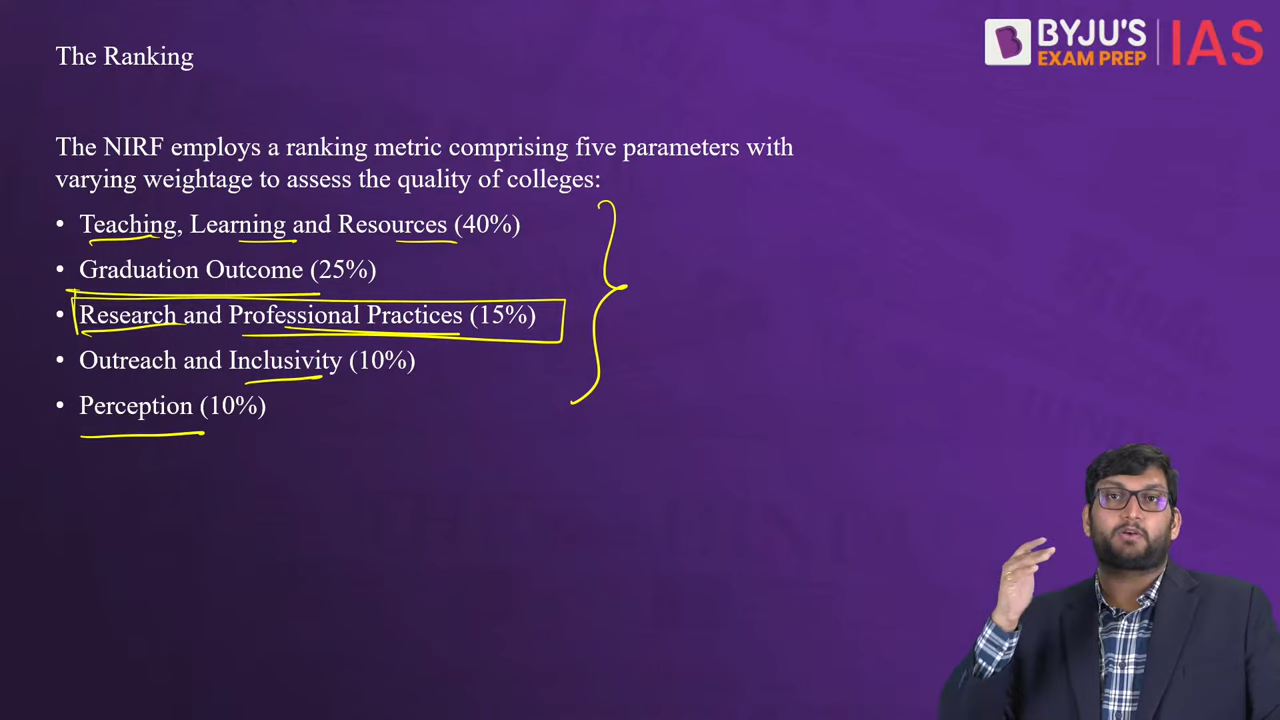 The Ranking
BYJU'S
EXAM PREP
IAS
The NIRF employs a ranking metric comprising five parameters with
varying weightage to assess the quality of colleges:
• Teaching, Learning and Resources (40%)
• Graduation Outcome (25%)
• Research and Professional Practices (15%)
• Outreach and Inclusivity (10%)
• Perception (10%)